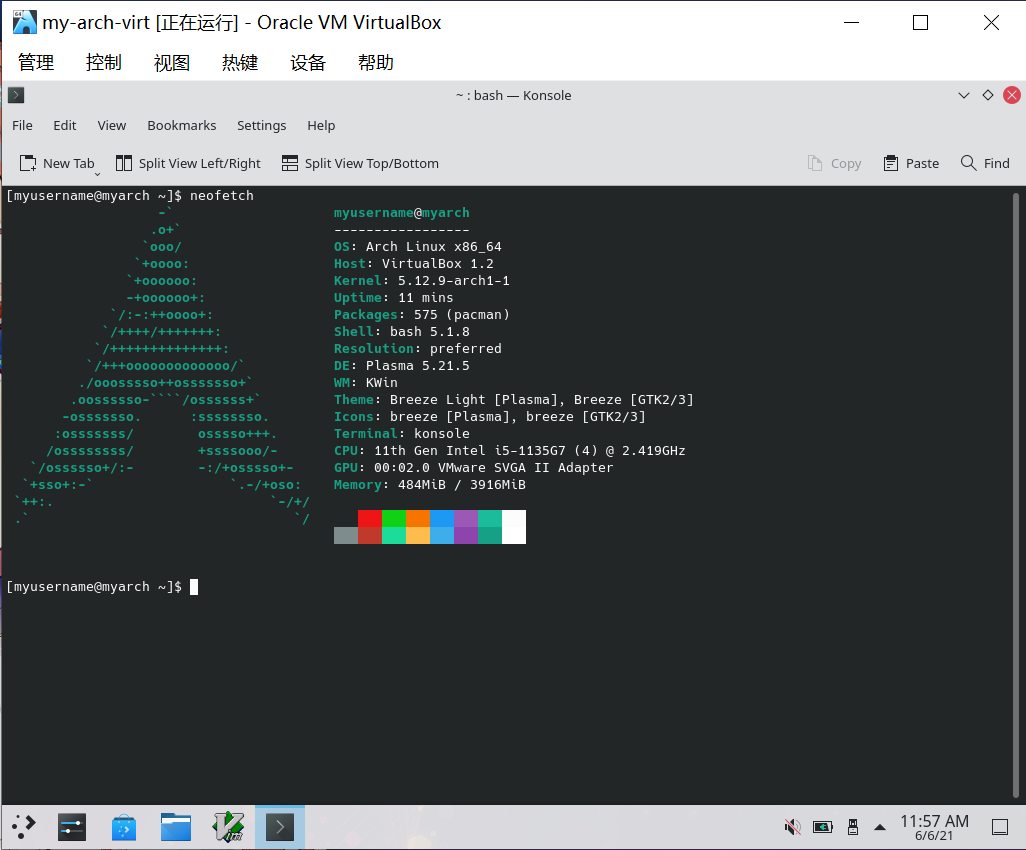 my-arch-virt [正在运行] - Oracle VM VirtualBox
管理 控制 视图 热键 设备 帮助
~ : bash — Konsole
File Edit View Bookmarks Settings Help
New Tab Split View Left/Right Split View Top/Bottom Copy Paste Find
[myusername@myarch ~]$ neofetch
                   -`                    myusername@myarch
                  .o+`                   -----------------
                 `ooo/                   OS: Arch Linux x86_64
                `+oooo:                  Host: VirtualBox 1.2
               `+oooooo:                 Kernel: 5.12.9-arch1-1
               -+oooooo+:                Uptime: 11 mins
             `/:-:++oooo+:               Packages: 575 (pacman)
            `/++++/+++++++:              Shell: bash 5.1.8
           `/++++++++++++++:             Resolution: preferred
          `/+++ooooooooooooo/`           DE: Plasma 5.21.5
         ./ooosssso++osssssso+`          WM: KWin
        .oossssso-````/ossssss+`         Theme: Breeze Light [Plasma], Breeze [GTK2/3]
       -osssssso.      :ssssssso.        Icons: breeze [Plasma], breeze [GTK2/3]
      :osssssss/        osssso+++.       Terminal: konsole
     /ossssssss/        +ssssooo/-       CPU: 11th Gen Intel i5-1135G7 (4) @ 2.419GHz
   `/ossssso+/:-        -:/+osssso+-     GPU: 00:02.0 VMware SVGA II Adapter
  `+sso+:-`                 `.-/+oso:    Memory: 484MiB / 3916MiB
 `++:.                           `-/+/
 .`                                 `/
[myusername@myarch ~]$
11:57 AM
6/6/21